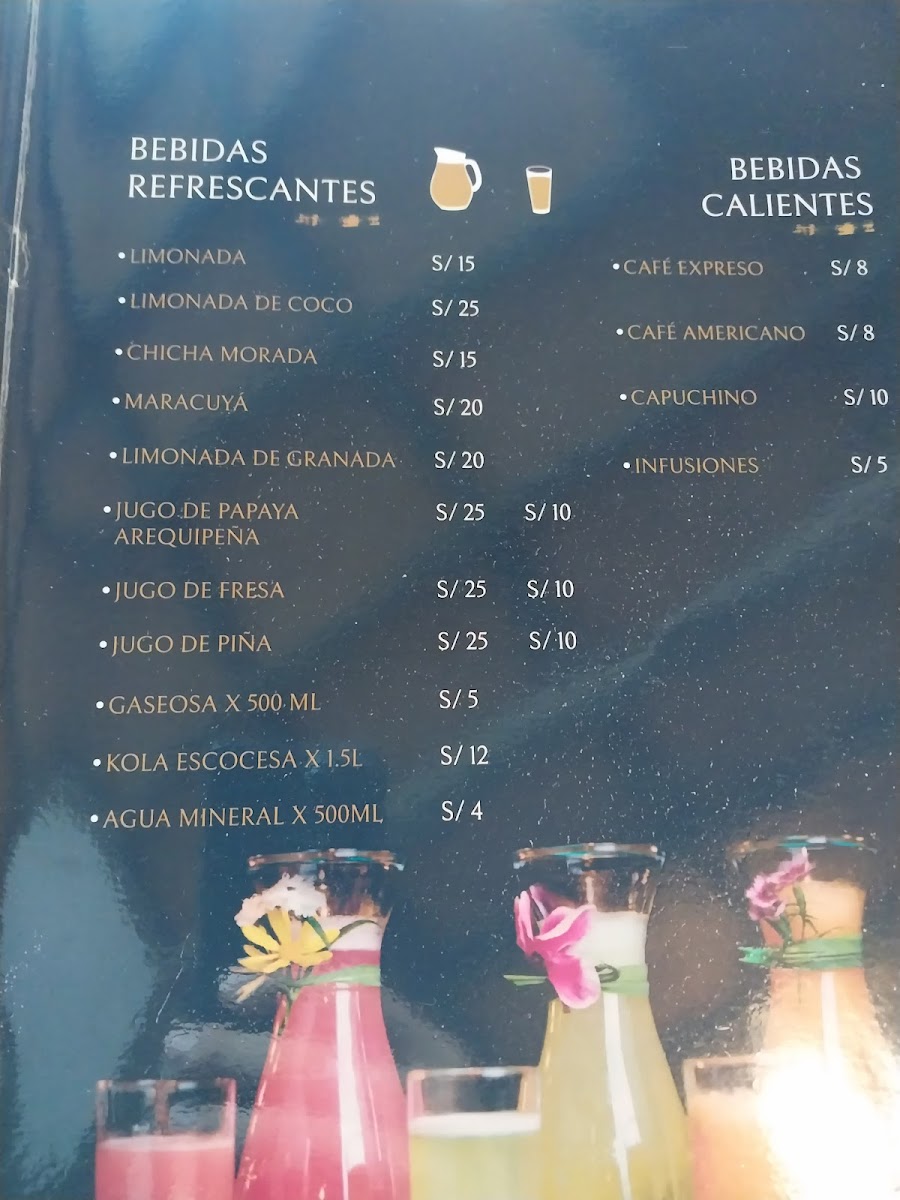 BEBIDAS
REFRESCANTES
•LIMONADA S/ 15
•LIMONADA DE COCO S/ 25
•CHICHA MORADA S/ 15
•MARACUYÁ S/ 20
•LIMONADA DE GRANADA S/ 20
•JUGO DE PAPAYA S/ 25 S/ 10
AREQUIPEÑA
•JUGO DE FRESA S/ 25 S/ 10
•JUGO DE PIÑA S/ 25 S/ 10
•GASEOSA X 500 ML S/ 5
•KOLA ESCOCESA X 1.5L S/ 12
•AGUA MINERAL X 500ML S/ 4
BEBIDAS
CALIENTES
•CAFÉ EXPRESO S/ 8
•CAFÉ AMERICANO S/ 8
•CAPUCHINO S/ 10
•INFUSIONES S/ 5